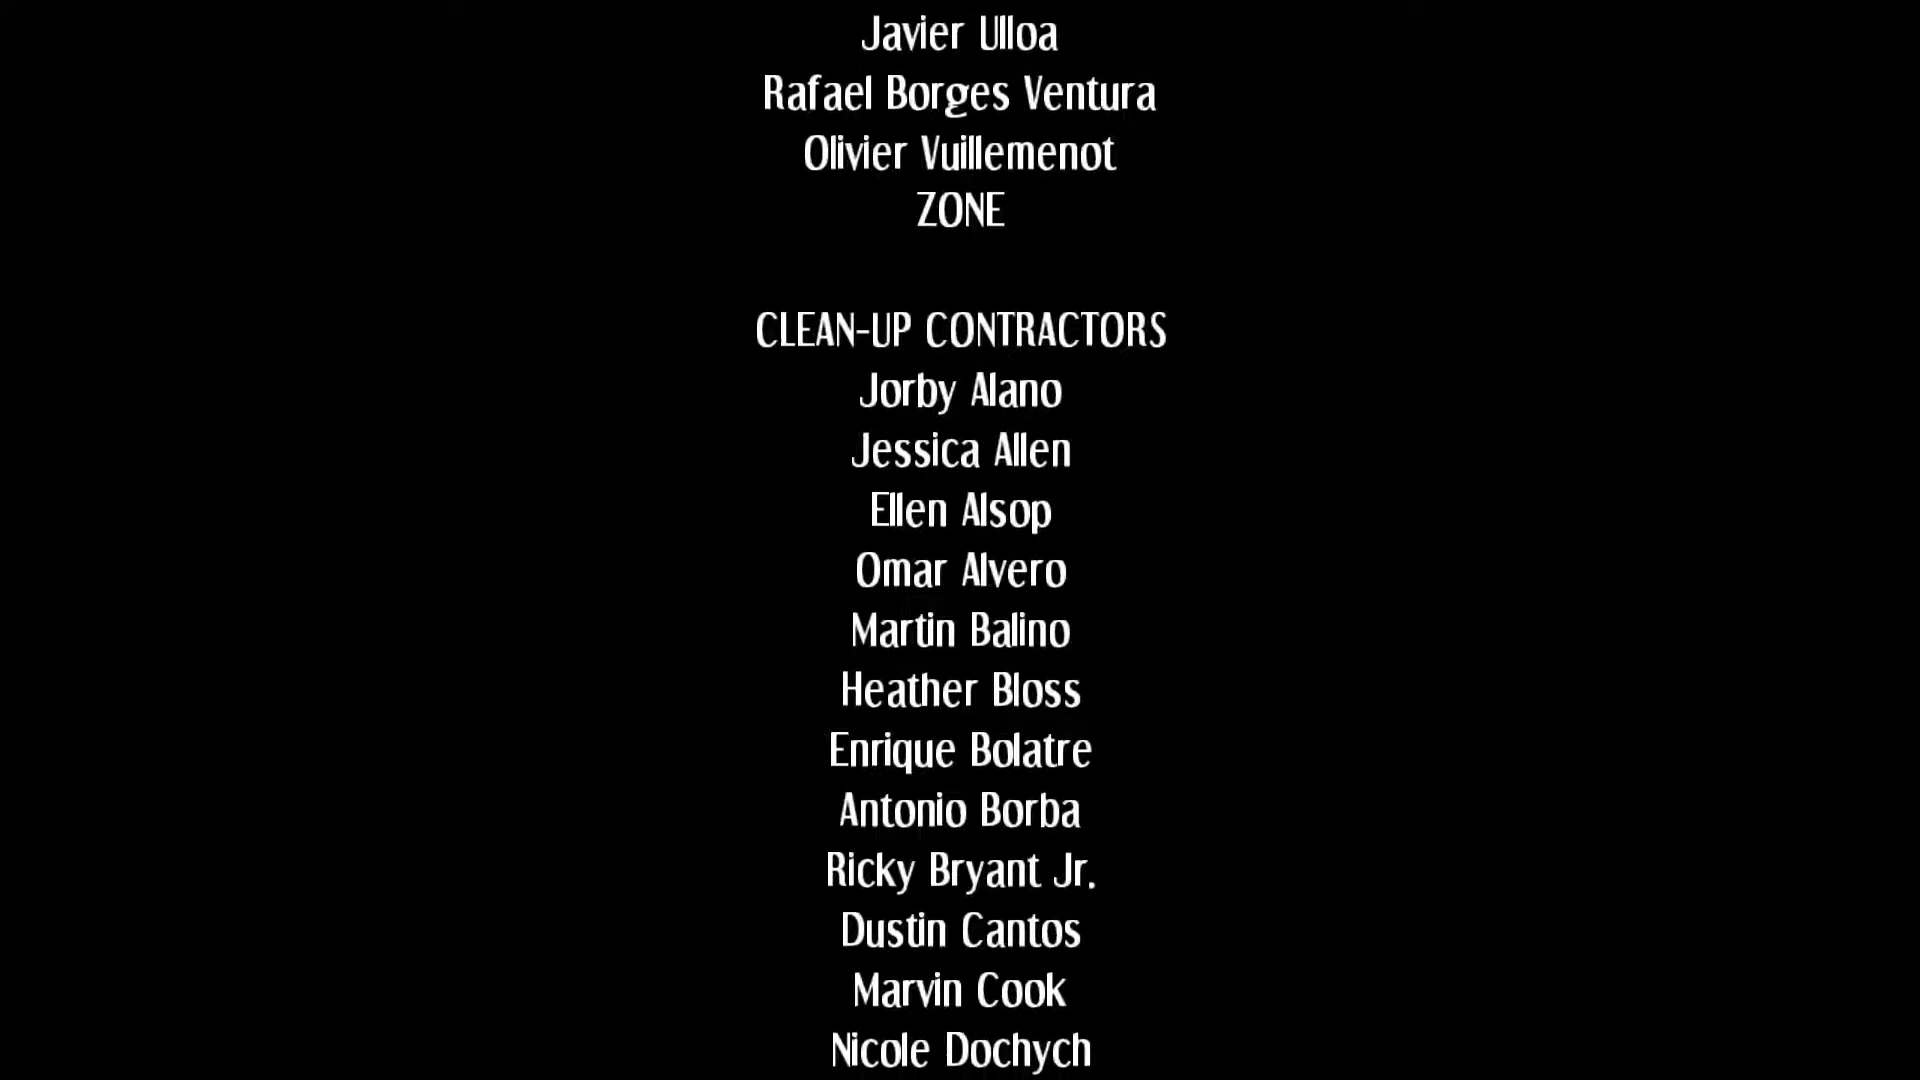 Javier Ulloa
Rafael Borges Ventura
Olivier Vuillemenot
ZONE
CLEAN-UP CONTRACTORS
Jorby Alano
Jessica Allen
Ellen Alsop
Omar Alvero
Martin Balino
Heather Bloss
Enrique Bolatre
Antonio Borba
Ricky Bryant Jr.
Dustin Cantos
Marvin Cook
Nicole Dochych